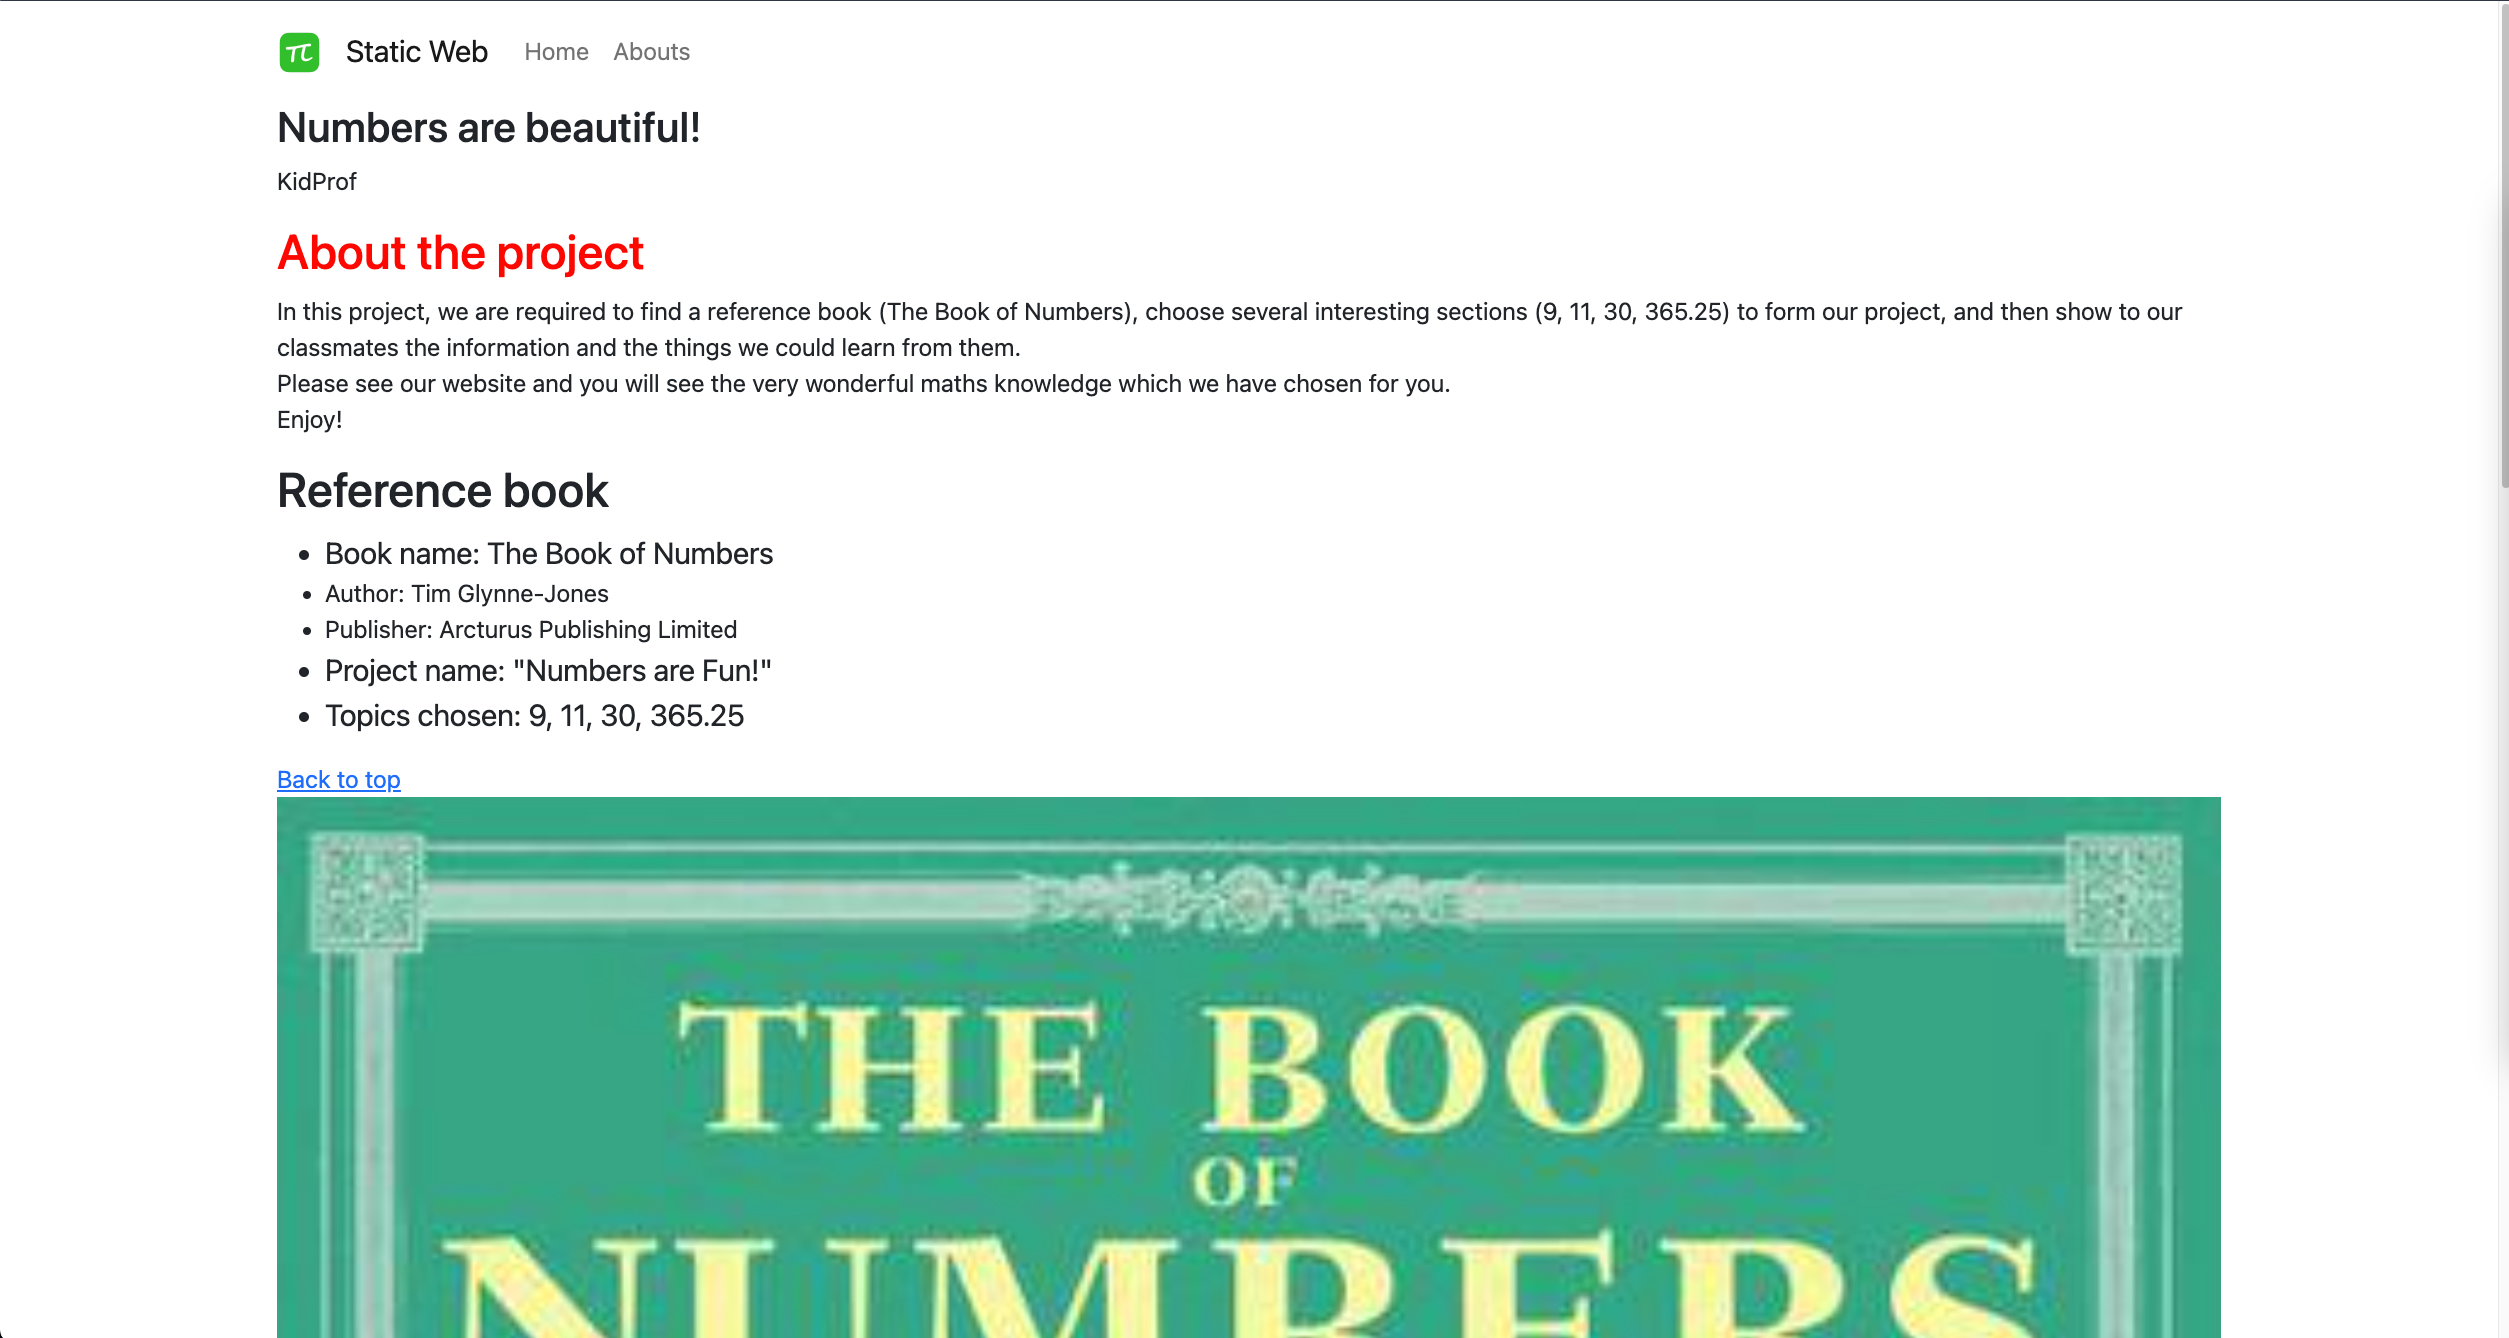 π Static Web Home Abouts
Numbers are beautiful!
KidProf
About the project
In this project, we are required to find a reference book (The Book of Numbers), choose several interesting sections (9, 11, 30, 365.25) to form our project, and then show to our
classmates the information and the things we could learn from them.
Please see our website and you will see the very wonderful maths knowledge which we have chosen for you.
Enjoy!
Reference book
• Book name: The Book of Numbers
• Author: Tim Glynne-Jones
• Publisher: Arcturus Publishing Limited
• Project name: "Numbers are Fun!"
• Topics chosen: 9, 11, 30, 365.25
Back to top
THE BOOK
OF
NUMBERS